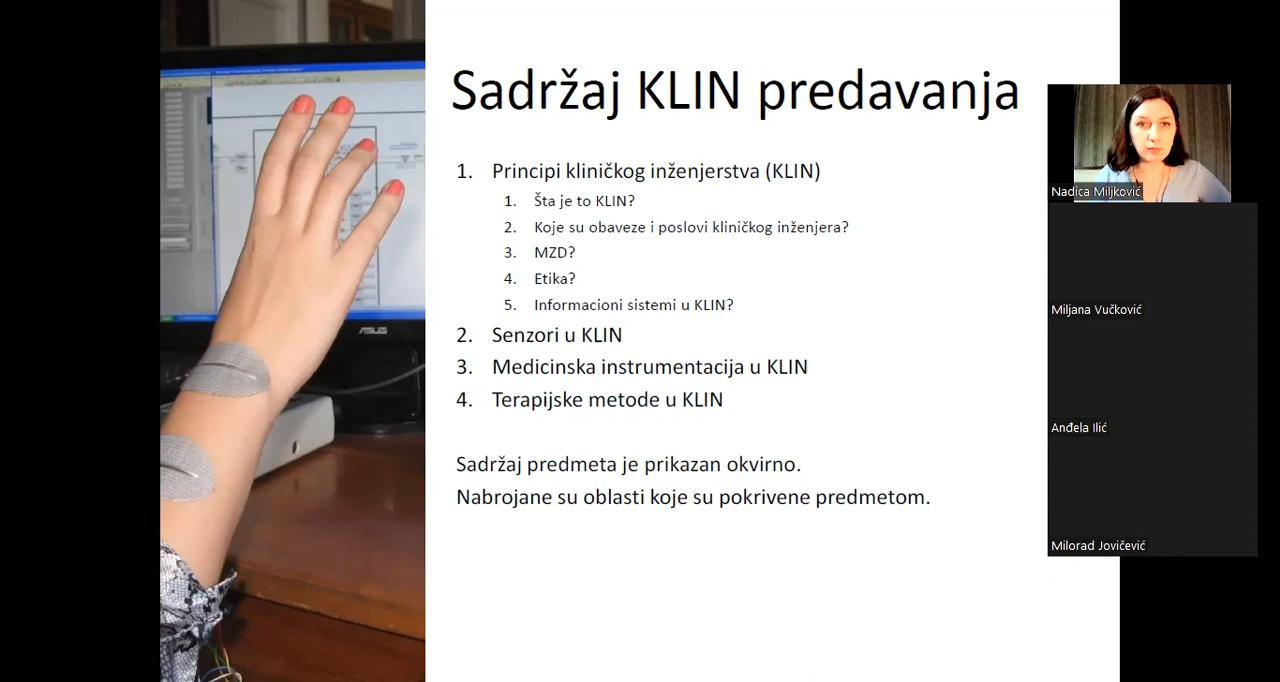 Sadržaj KLIN predavanja
1. Principi kliničkog inženjerstva (KLIN)
1. Šta je to KLIN?
2. Koje su obaveze i poslovi kliničkog inženjera?
3. MZD?
4. Etika?
5. Informacioni sistemi u KLIN?
2. Senzori u KLIN
3. Medicinska instrumentacija u KLIN
4. Terapijske metode u KLIN
Sadržaj predmeta je prikazan okvirno.
Nabrojane su oblasti koje su pokrivene predmetom.
ASUS
Nadica Miljković
Miljana Vučković
Anđela Ilić
Milorad Jovičević